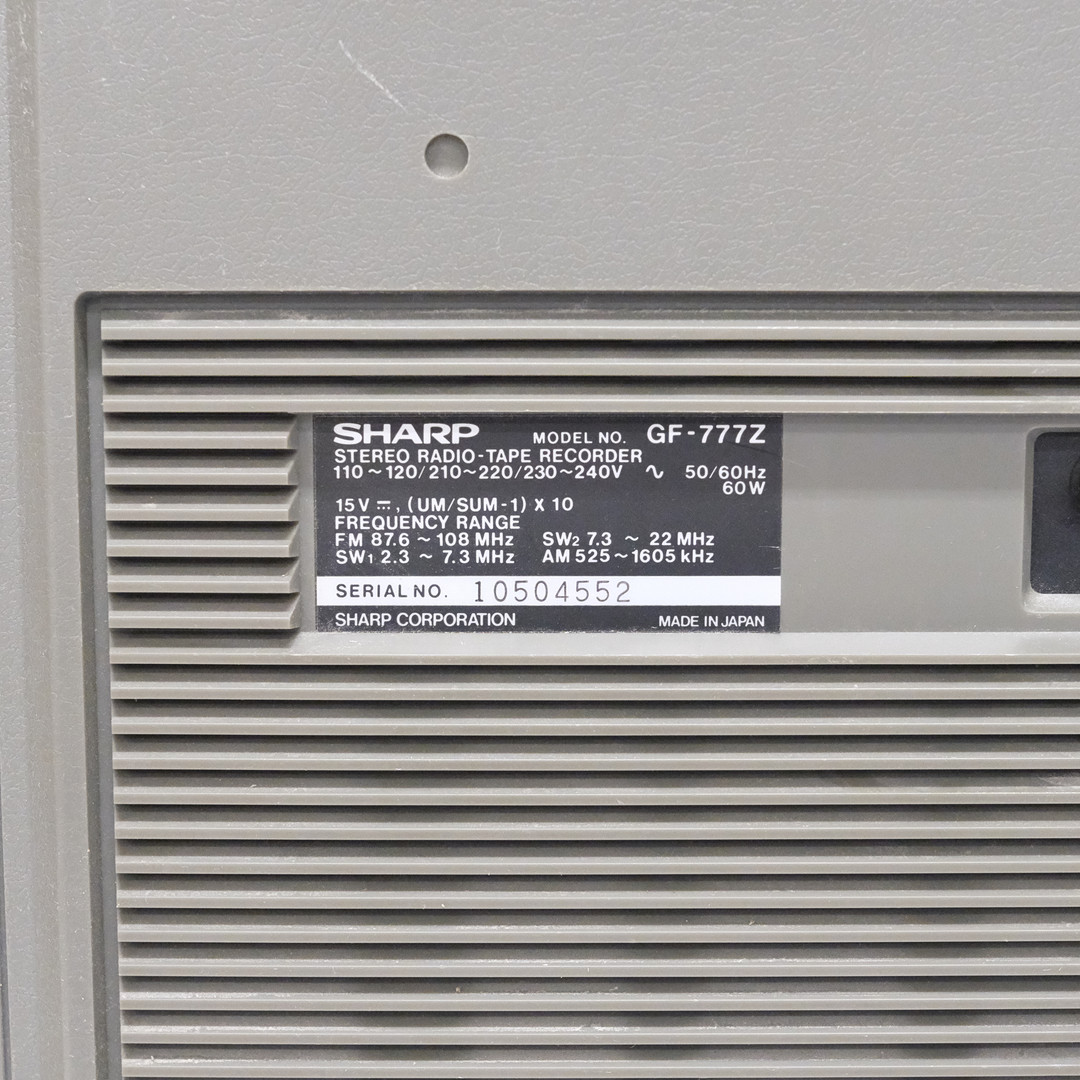 SHARP MODEL NO. GF-777Z
STEREO RADIO-TAPE RECORDER
110~120/210~220/230~240V ∿ 50/60Hz
60W
15V ⎓, (UM/SUM-1) X 10
FREQUENCY RANGE
FM 87.6 ~ 108 MHz SW2 7.3 ~ 22 MHz
SW1 2.3 ~ 7.3 MHz AM 525 ~ 1605 kHz
SERIAL NO. 10504552
SHARP CORPORATION MADE IN JAPAN